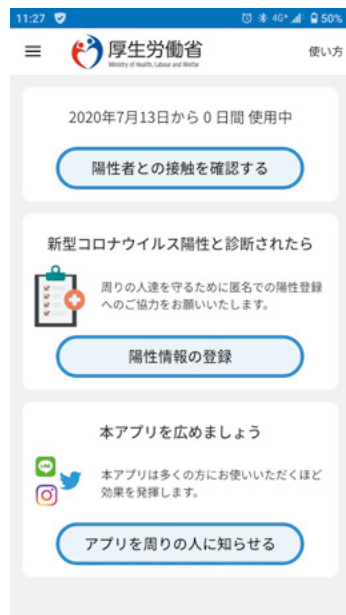 11:27 4G+ 50%
厚生労働省
Ministry of Health, Labour and Welfar
使い方
2020年7月13日から 0 日間 使用中
陽性者との接触を確認する
新型コロナウイルス陽性と診断されたら
周りの人達を守るために匿名での陽性登録
へのご協力をお願いいたします。
陽性情報の登録
本アプリを広めましょう
LINE
本アプリは多くの方にお使いいただくほど
効果を発揮します。
アプリを周りの人に知らせる